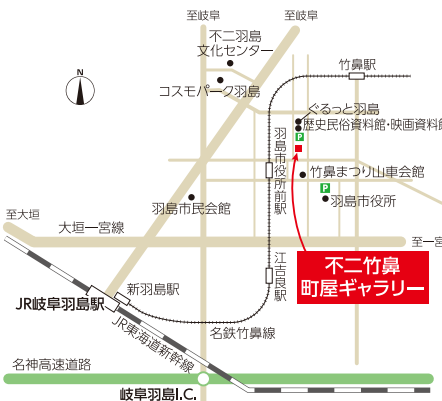 至岐阜
至岐阜
不二羽島
文化センター
竹鼻駅
N
コスモパーク羽島
ぐるっと羽島
P
歴史民俗資料館・映画資料館
羽島市役所前駅
竹鼻まつり山車会館
P
羽島市民会館
羽島市役所
至大垣
大垣一宮線
至一宮
江吉良駅
不二竹鼻
町屋ギャラリー
新羽島駅
JR岐阜羽島駅
JR東海道新幹線
名鉄竹鼻線
名神高速道路
岐阜羽島I.C.